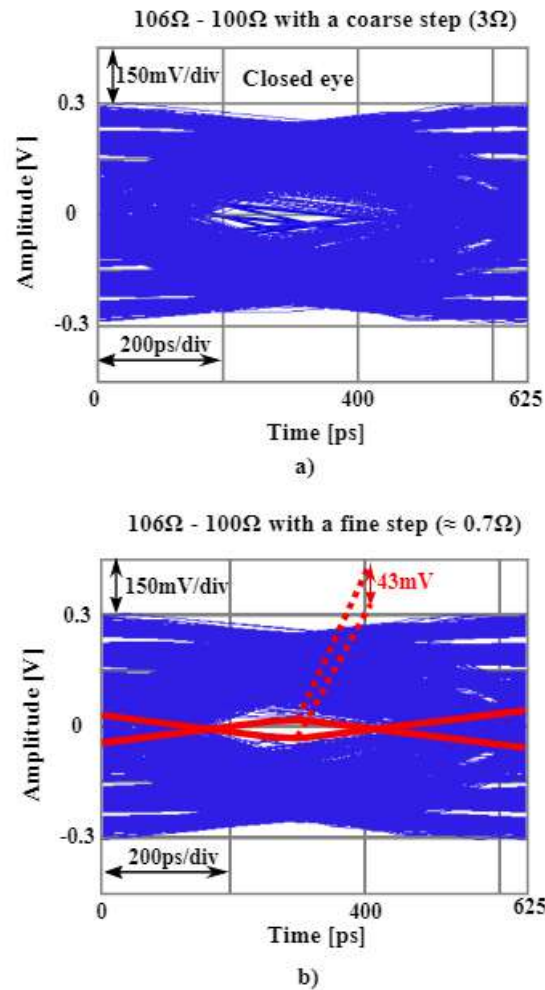 106Ω - 100Ω with a coarse step (3Ω)
150mV/div
Closed eye
0.3
0
-0.3
Amplitude [V]
200ps/div
0
400
625
Time [ps]
a)
106Ω - 100Ω with a fine step (≈ 0.7Ω)
150mV/div
43mV
0.3
0
-0.3
Amplitude [V]
200ps/div
0
400
625
Time [ps]
b)